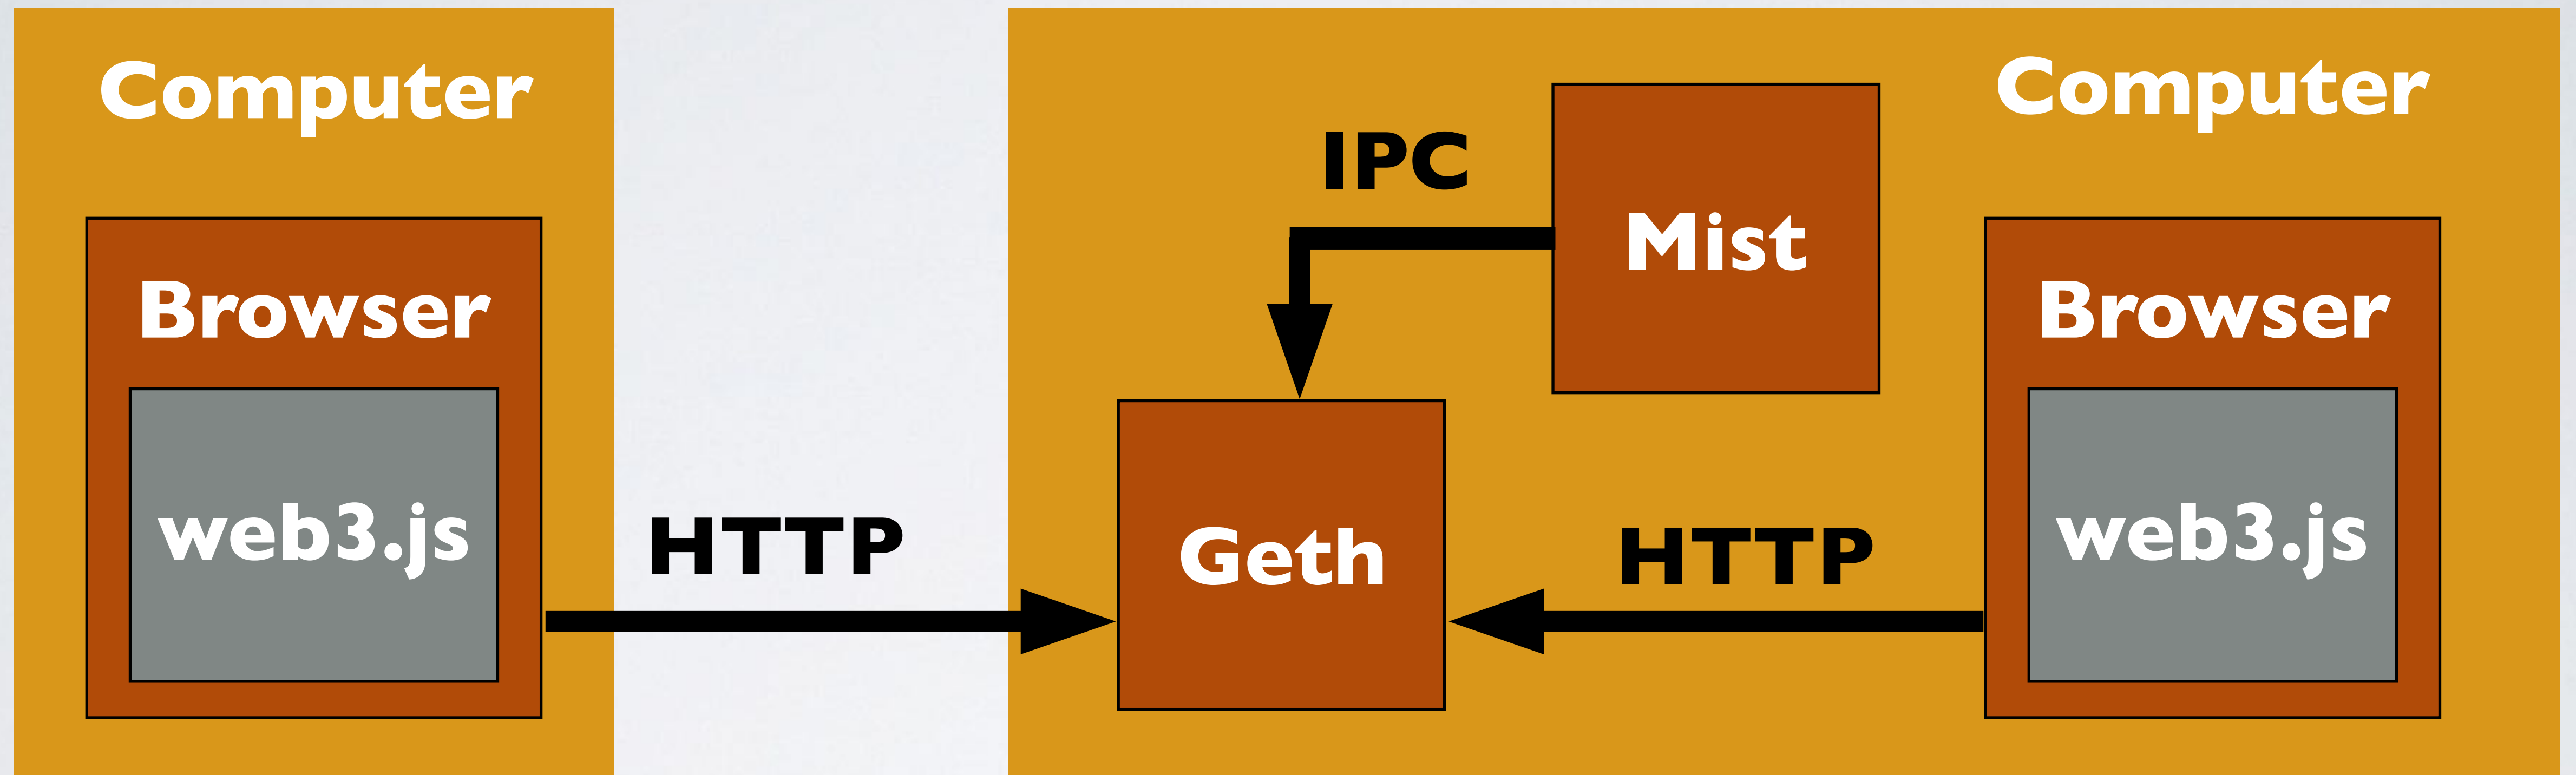 Computer
Browser
web3.js
HTTP
Computer
IPC
Mist
Geth
HTTP
Browser
web3.js